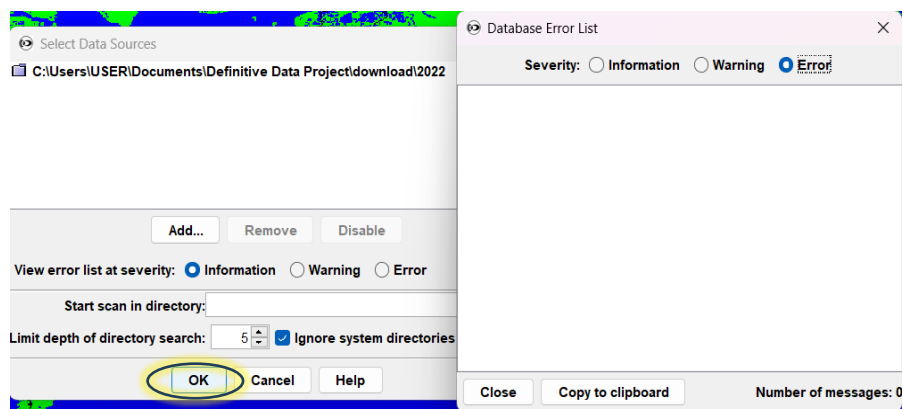 Select Data Sources
C:\Users\USER\Documents\Definitive Data Project\download\2022
Add... Remove Disable
View error list at severity: Information Warning Error
Start scan in directory:
Limit depth of directory search: 5 Ignore system directories
OK Cancel Help
Database Error List
Severity: Information Warning Error
Close Copy to clipboard Number of messages: 0